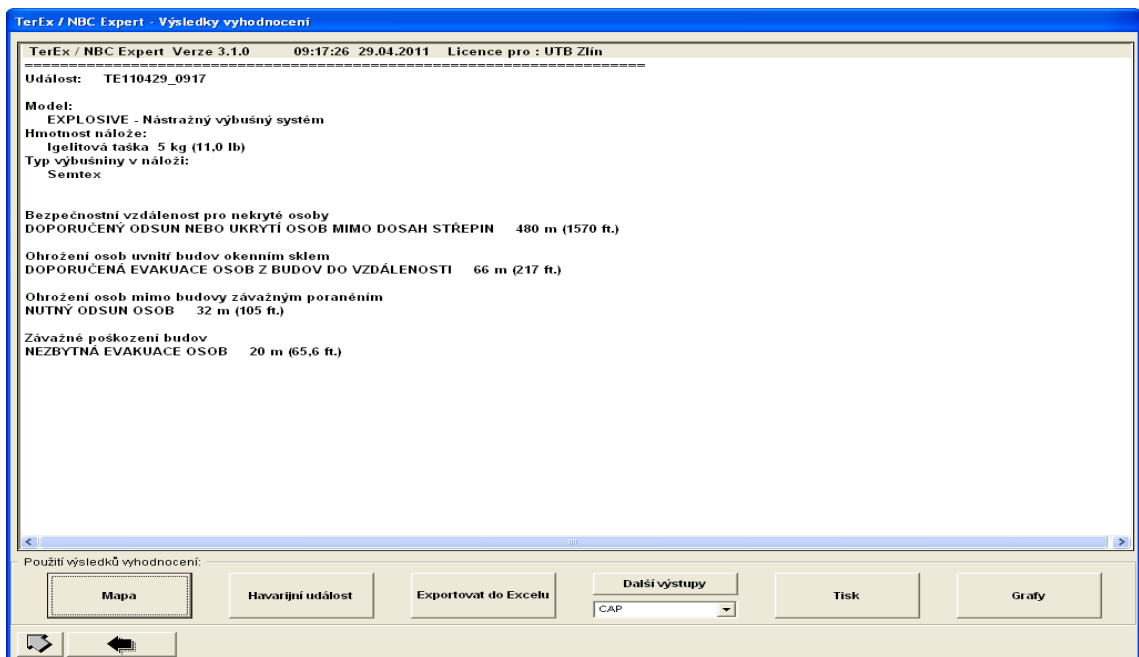 TerEx / NBC Expert - Výsledky vyhodnocení
TerEx / NBC Expert Verze 3.1.0 09:17:26 29.04.2011 Licence pro : UTB Zlín
========================================================================
Událost: TE110429_0917
Model:
EXPLOSIVE - Nástražný výbušný systém
Hmotnost nálože:
Igelitová taška 5 kg (11,0 lb)
Typ výbušniny v náloži:
Semtex
Bezpečnostní vzdálenost pro nekryté osoby
DOPORUČENÝ ODSUN NEBO UKRYTÍ OSOB MIMO DOSAH STŘEPIN 480 m (1570 ft.)
Ohrožení osob uvnitř budov okenním sklem
DOPORUČENÁ EVAKUACE OSOB Z BUDOV DO VZDÁLENOSTI 66 m (217 ft.)
Ohrožení osob mimo budovy závažným poraněním
NUTNÝ ODSUN OSOB 32 m (105 ft.)
Závažné poškození budov
NEZBYTNÁ EVAKUACE OSOB 20 m (65,6 ft.)
Použití výsledků vyhodnocení:
Mapa
Havarijní událost
Exportovat do Excelu
Další výstupy
CAP
Tisk
Grafy